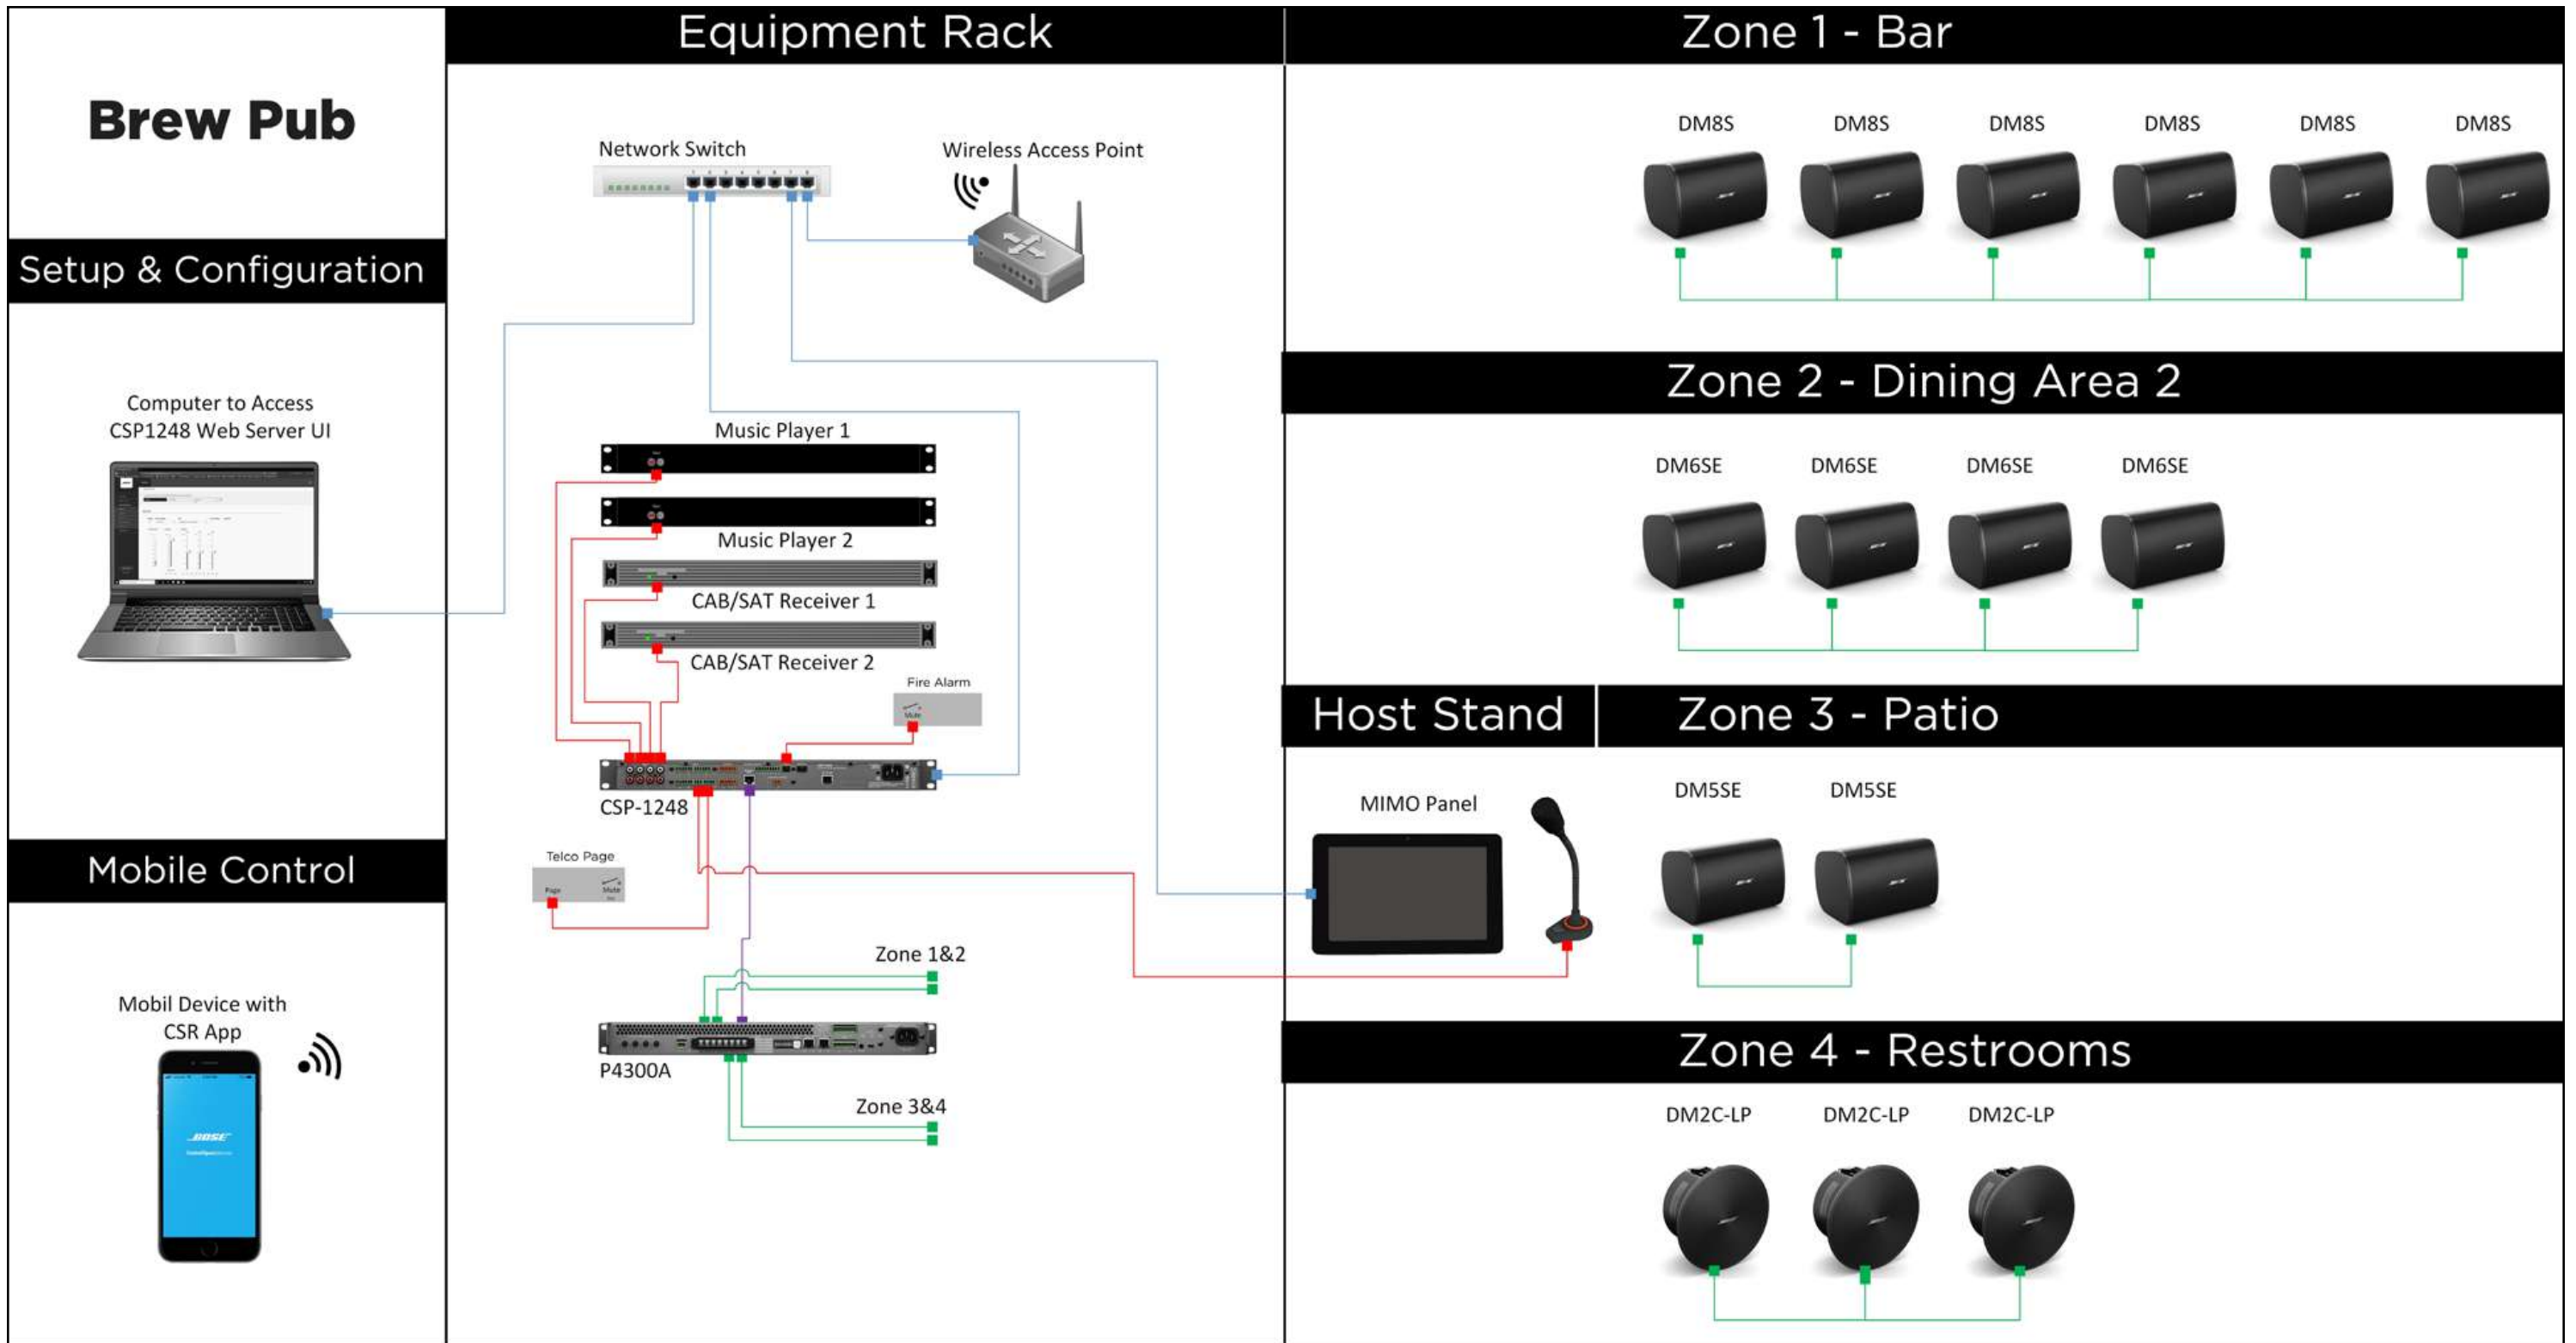 Brew Pub
Setup & Configuration
Computer to Access
CSP1248 Web Server UI
Mobile Control
Mobil Device with
CSR App
BOSE
Equipment Rack
Network Switch
Wireless Access Point
Music Player 1
Music Player 2
CAB/SAT Receiver 1
CAB/SAT Receiver 2
Fire Alarm
Mute
CSP-1248
Telco Page
Page
Mute
Zone 1&2
P4300A
Zone 3&4
Zone 1 - Bar
DM8S DM8S DM8S DM8S DM8S DM8S
Zone 2 - Dining Area 2
DM6SE DM6SE DM6SE DM6SE
Host Stand
MIMO Panel
Zone 3 - Patio
DM5SE DM5SE
Zone 4 - Restrooms
DM2C-LP DM2C-LP DM2C-LP